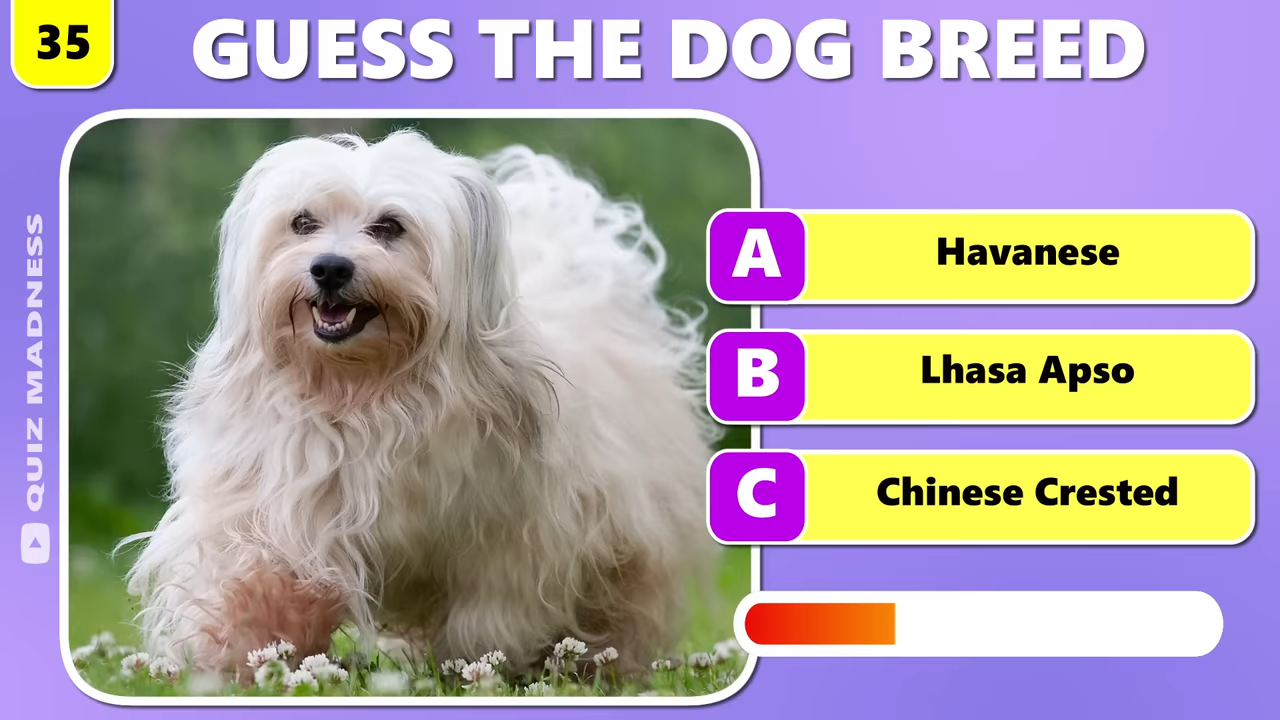 35
GUESS THE DOG BREED
QUIZ MADNESS
A
Havanese
B
Lhasa Apso
C
Chinese Crested